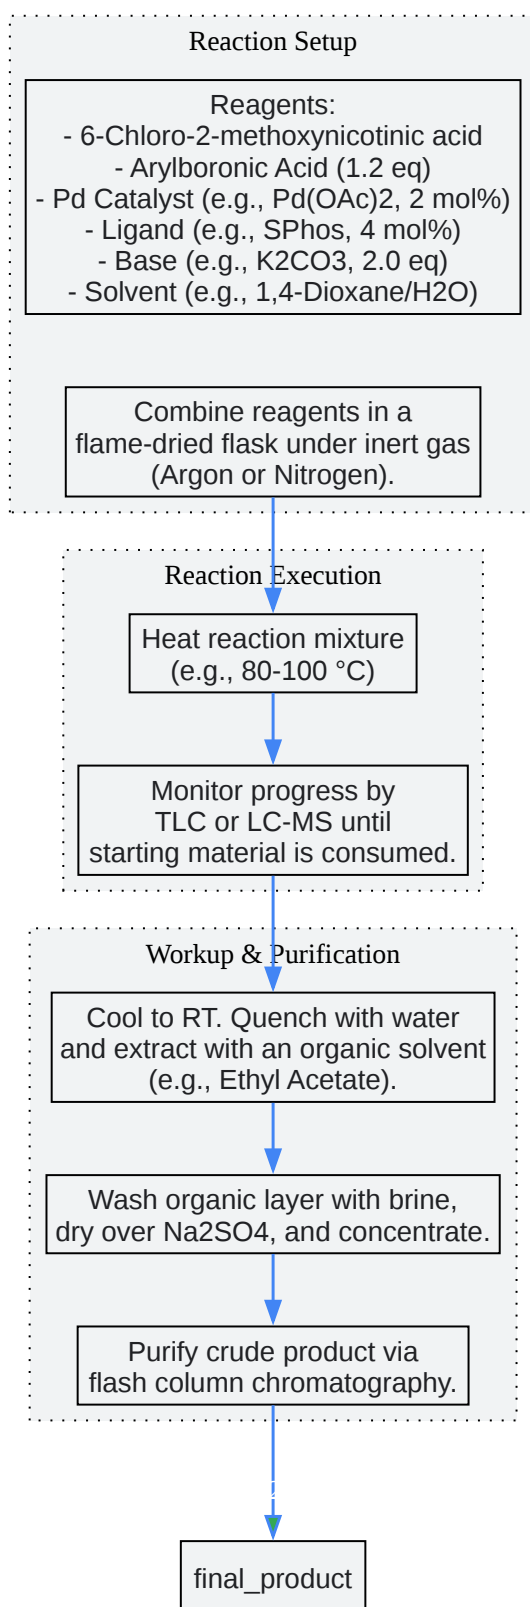 Reaction Setup
Reagents:
- 6-Chloro-2-methoxynicotinic acid
- Arylboronic Acid (1.2 eq)
- Pd Catalyst (e.g., Pd(OAc)2, 2 mol%)
- Ligand (e.g., SPhos, 4 mol%)
- Base (e.g., K2CO3, 2.0 eq)
- Solvent (e.g., 1,4-Dioxane/H2O)
Combine reagents in a
flame-dried flask under inert gas
(Argon or Nitrogen).
Reaction Execution
Heat reaction mixture
(e.g., 80-100 °C)
Monitor progress by
TLC or LC-MS until
starting material is consumed.
Workup & Purification
Cool to RT. Quench with water
and extract with an organic solvent
(e.g., Ethyl Acetate).
Wash organic layer with brine,
dry over Na2SO4, and concentrate.
Purify crude product via
flash column chromatography.
final_product